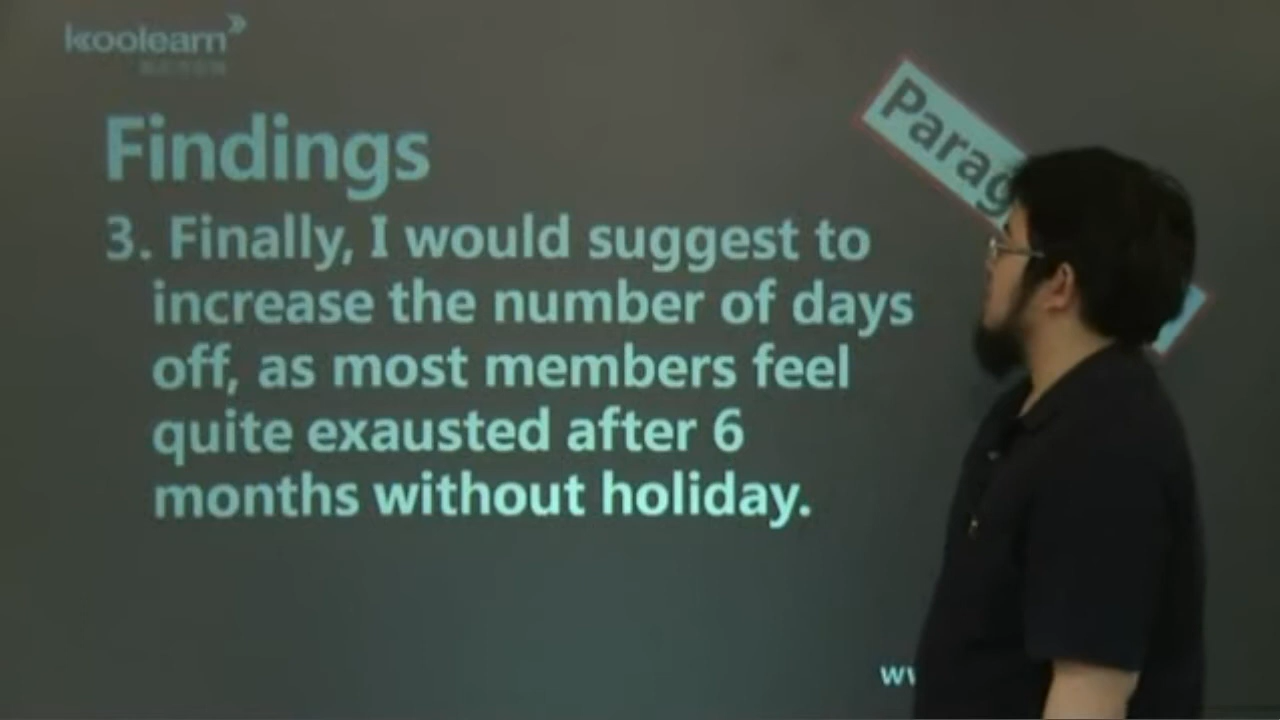 koolearn
Findings
3. Finally, I would suggest to
increase the number of days
off, as most members feel
quite exausted after 6
months without holiday.